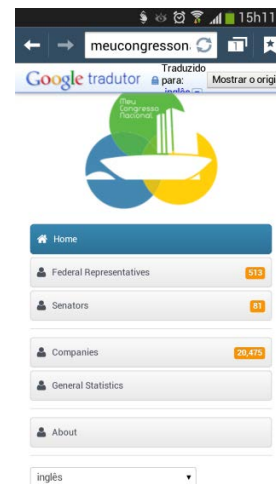 15h11
meucongresson
1
Google tradutor
Traduzido para:
inglês
Mostrar o origi
Meu
Congresso
Nacional
Home
Federal Representatives 513
Senators 81
Companies 20,475
General Statistics
About
inglês